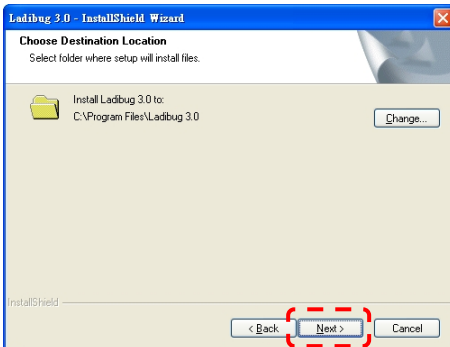 Ladibug 3.0 - InstallShield Wizard
Choose Destination Location
Select folder where setup will install files.
Install Ladibug 3.0 to:
C:\Program Files\Ladibug 3.0
Change...
InstallShield
< Back
Next >
Cancel